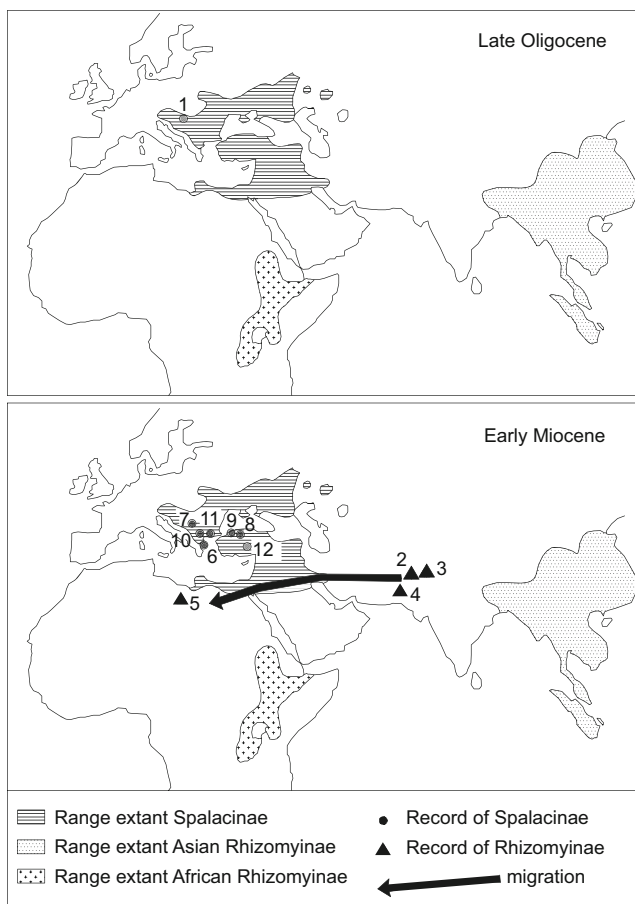 Late Oligocene
1
Early Miocene
7 11 9 8
10 6 12
2 3
4
5
Range extant Spalacinae
Range extant Asian Rhizomyinae
Range extant African Rhizomyinae
Record of Spalacinae
Record of Rhizomyinae
migration